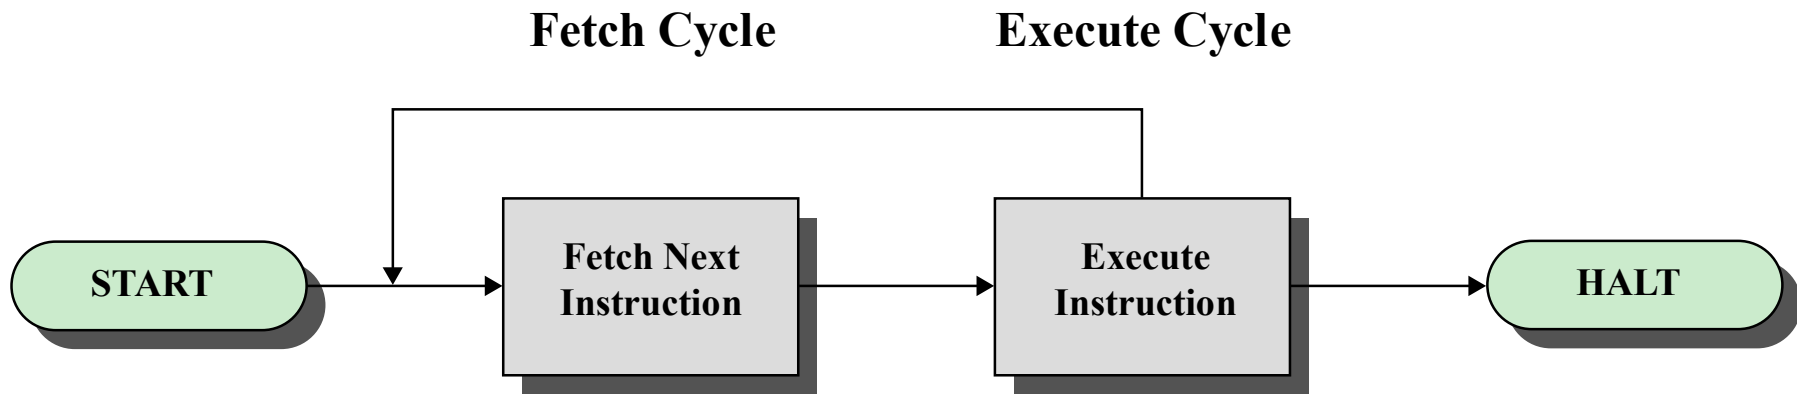 Fetch Cycle
Execute Cycle
START
Fetch Next
Instruction
Execute
Instruction
HALT